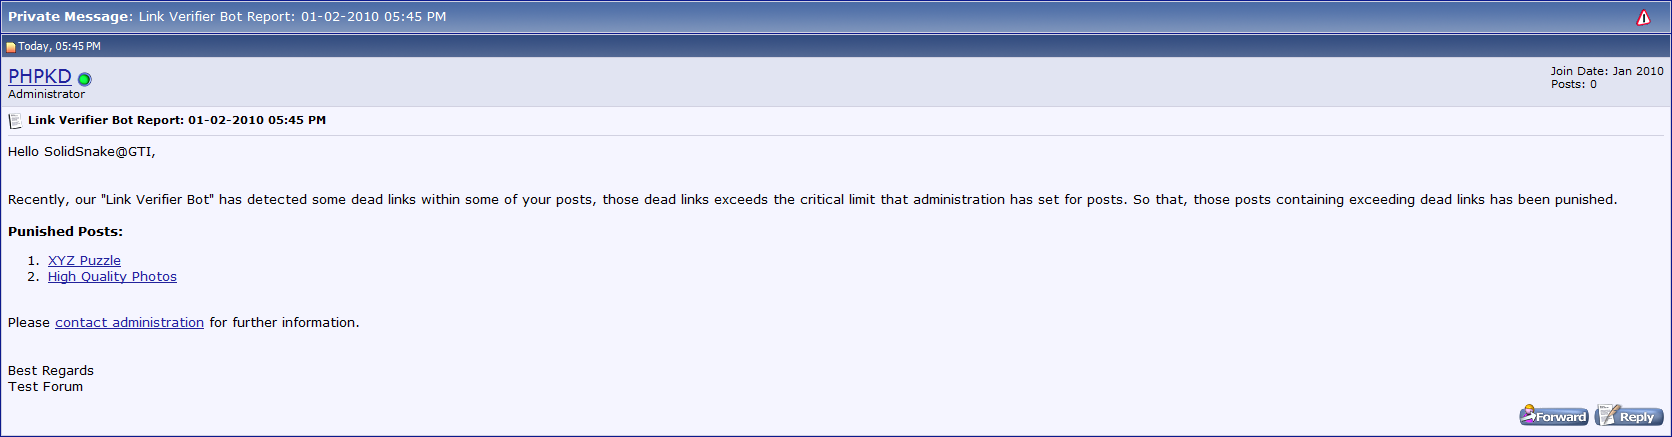 Private Message: Link Verifier Bot Report: 01-02-2010 05:45 PM
Today, 05:45 PM
PHPKD
Administrator
Join Date: Jan 2010
Posts: 0
Link Verifier Bot Report: 01-02-2010 05:45 PM
Hello SolidSnake@GTI,
Recently, our "Link Verifier Bot" has detected some dead links within some of your posts, those dead links exceeds the critical limit that administration has set for posts. So that, those posts containing exceeding dead links has been punished.
Punished Posts:
1. XYZ Puzzle
2. High Quality Photos
Please contact administration for further information.
Best Regards
Test Forum
Forward Reply